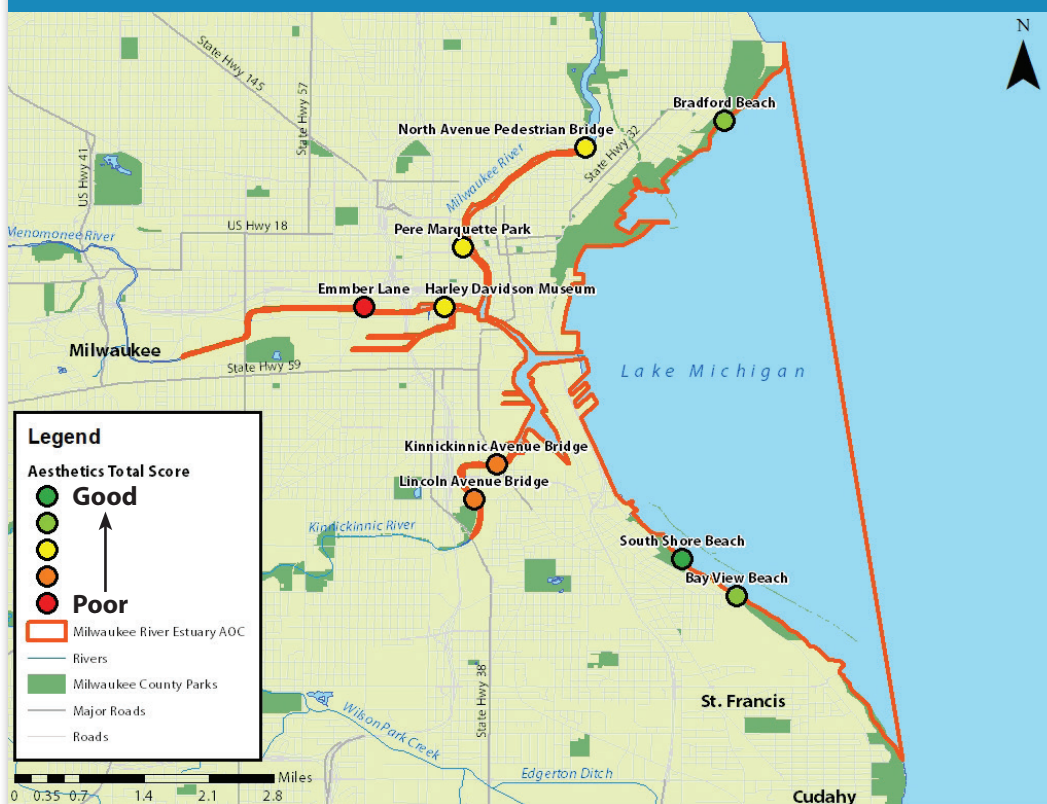 N
State Hwy 145
State Hwy 57
Bradford Beach
North Avenue Pedestrian Bridge
State Hwy 32
US Hwy 41
Milwaukee River
US Hwy 18
Menomonee River
Pere Marquette Park
Emmber Lane
Harley Davidson Museum
Milwaukee
State Hwy 59
Lake Michigan
Legend
Aesthetics Total Score
Good
Poor
Milwaukee River Estuary AOC
Rivers
Milwaukee County Parks
Major Roads
Roads
Kinnickinnic Avenue Bridge
Lincoln Avenue Bridge
Kinnickinnic River
South Shore Beach
Bay View Beach
State Hwy 38
St. Francis
Wilson Park Creek
Edgerton Ditch
Cudahy
Miles
0 0.35 0.7 1.4 2.1 2.8